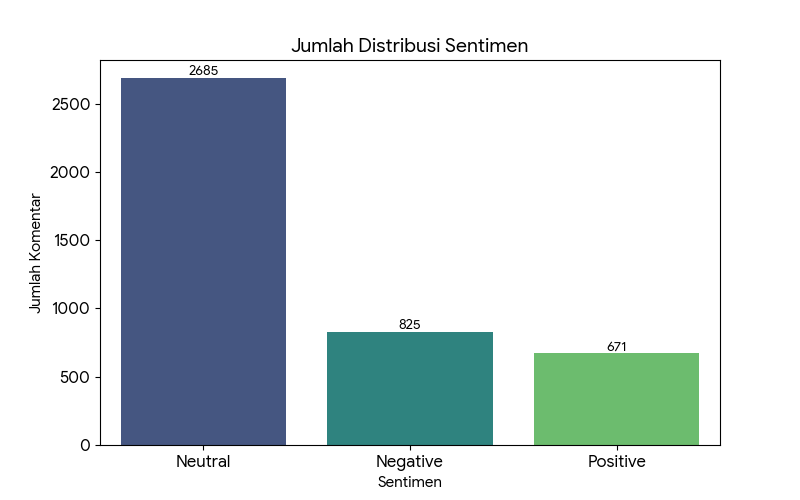 Jumlah Distribusi Sentimen
2685
825
671
2500
2000
1500
1000
500
0
Jumlah Komentar
Neutral
Negative
Positive
Sentimen